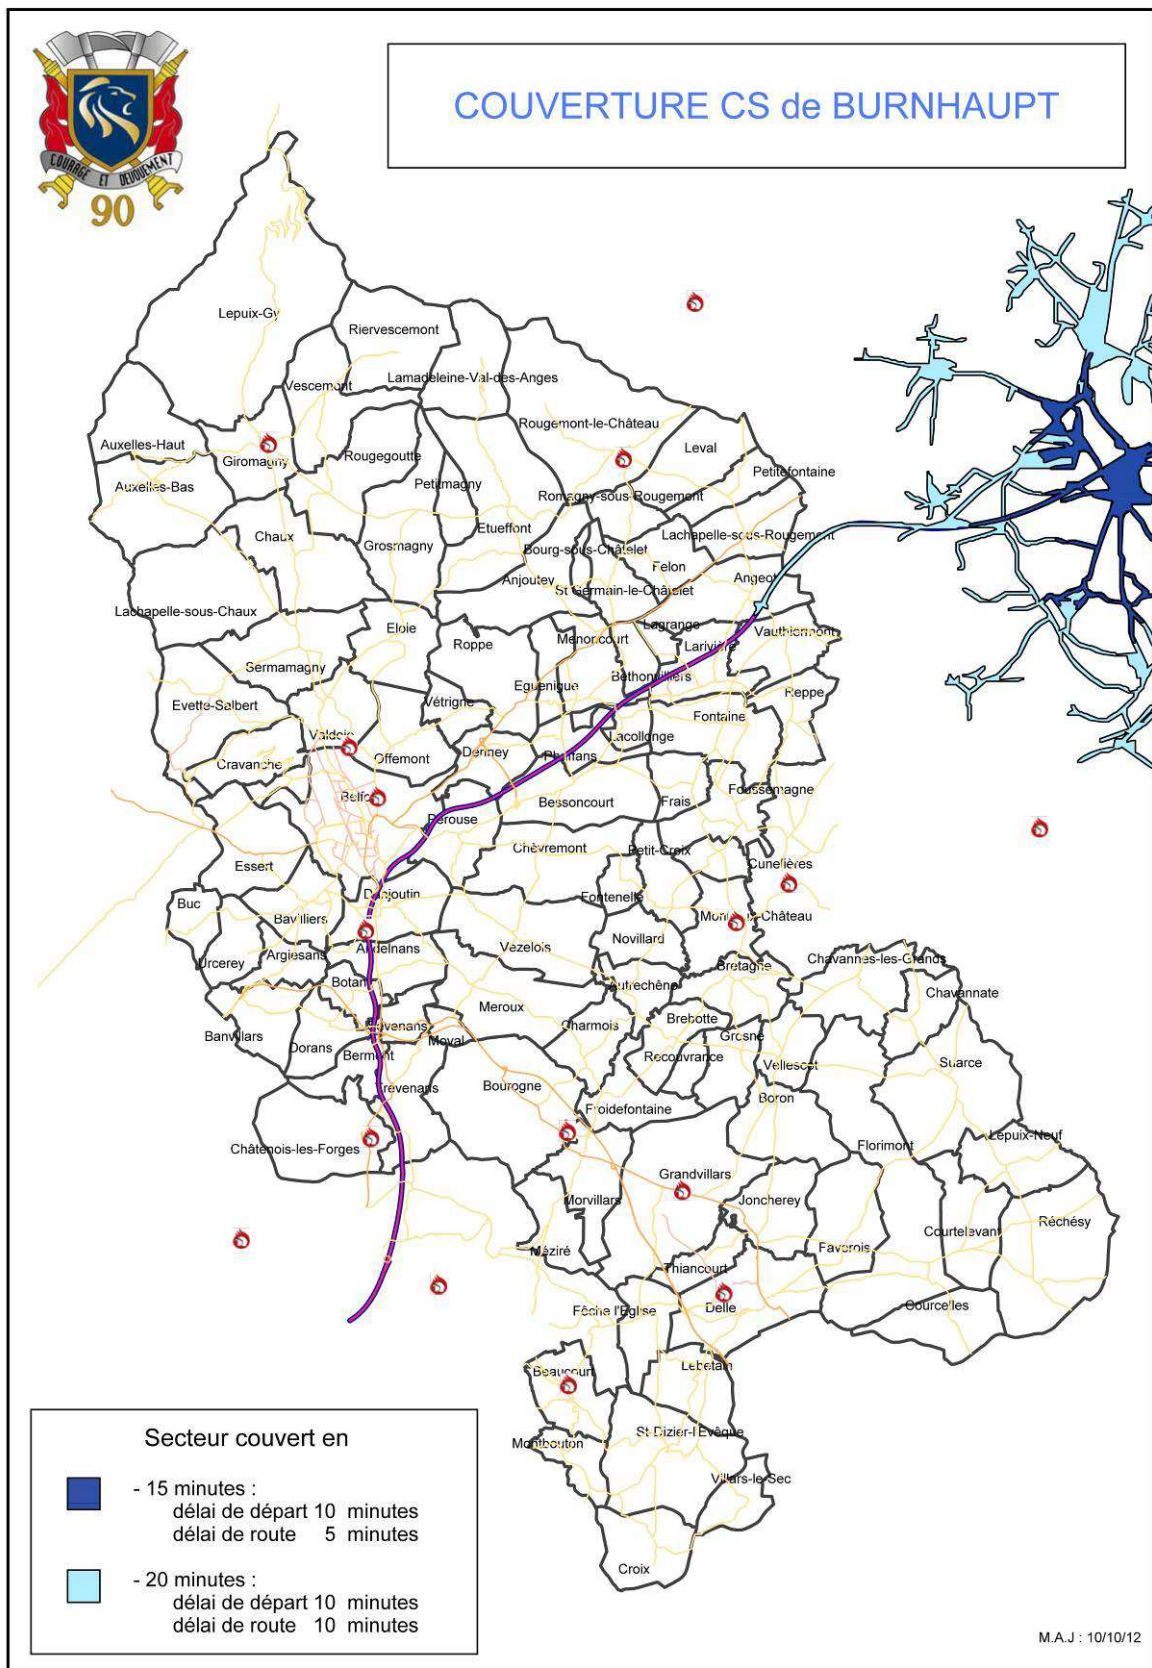 COURAGE ET DEVOUEMENT
90
COUVERTURE CS de BURNHAUPT
Lepuix-Gy
Riervescemont
Vescemont
Lamadeleine-Val-des-Anges
Rougemont-le-Château
Auxelles-Haut
Giromagny
Rougegoutte
Leval
Petitefontaine
Auxelles-Bas
Petitmagny
Romagny-sous-Rougemont
Etueffont
Chaux
Grosmagny
Bourg-sous-Châtelet
Lachapelle-sous-Rougemont
Felon
Anjoutey
St Germain-le-Châtelet
Angeot
Lachapelle-sous-Chaux
Eloie
Roppe
Menoncourt
Lagrange
Larivière
Vauthiermont
Sermamagny
Eguenigue
Bethonvilliers
Reppe
Evette-Salbert
Vétrigne
Fontaine
Valdoie
Offemont
Denney
Phaffans
Lacollonge
Cravanche
Belfort
Pérouse
Bessoncourt
Frais
Foussemagne
Essert
Chèvremont
Petit-Croix
Cunelières
Buc
Danjoutin
Fontenelle
Bavilliers
Montreux-Château
Urcerey
Argiésans
Andelnans
Vezelois
Novillard
Bretagne
Chavannes-les-Grands
Botans
Autrechêne
Chavannate
Banvillars
Dorans
Sevenans
Meroux
Charmois
Brebotte
Grosne
Bermont
Moval
Recouvrance
Vellescot
Suarce
Trévenans
Bourogne
Froidefontaine
Boron
Châtenois-les-Forges
Florimont
Lepuix-Neuf
Grandvillars
Morvillars
Joncherey
Courtelevant
Réchésy
Méziré
Faverois
Thiancourt
Fêche l'Eglise
Delle
Courcelles
Beaucourt
Lebetain
Montbouton
St-Dizier-l'Evêque
Villars-le-Sec
Croix
Secteur couvert en
- 15 minutes :
délai de départ 10 minutes
délai de route 5 minutes
- 20 minutes :
délai de départ 10 minutes
délai de route 10 minutes
M.A.J : 10/10/12